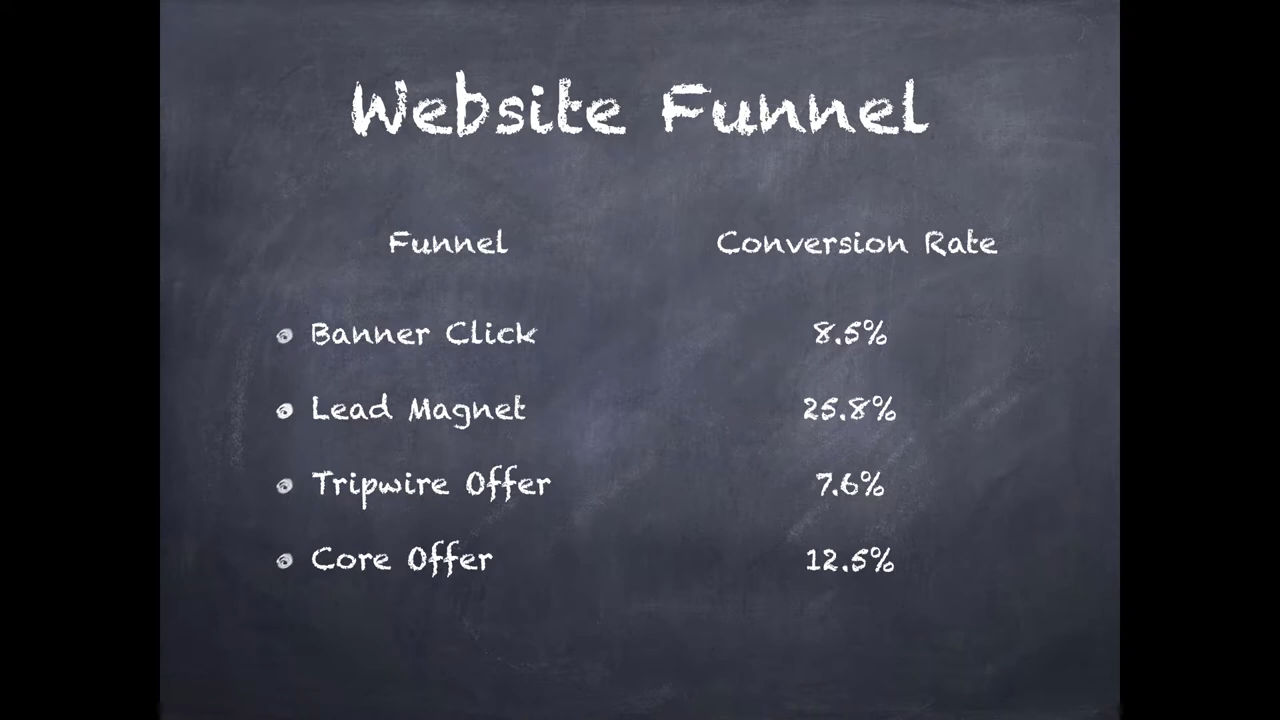 Website Funnel
Funnel Conversion Rate
Banner Click 8.5%
Lead Magnet 25.8%
Tripwire Offer 7.6%
Core Offer 12.5%